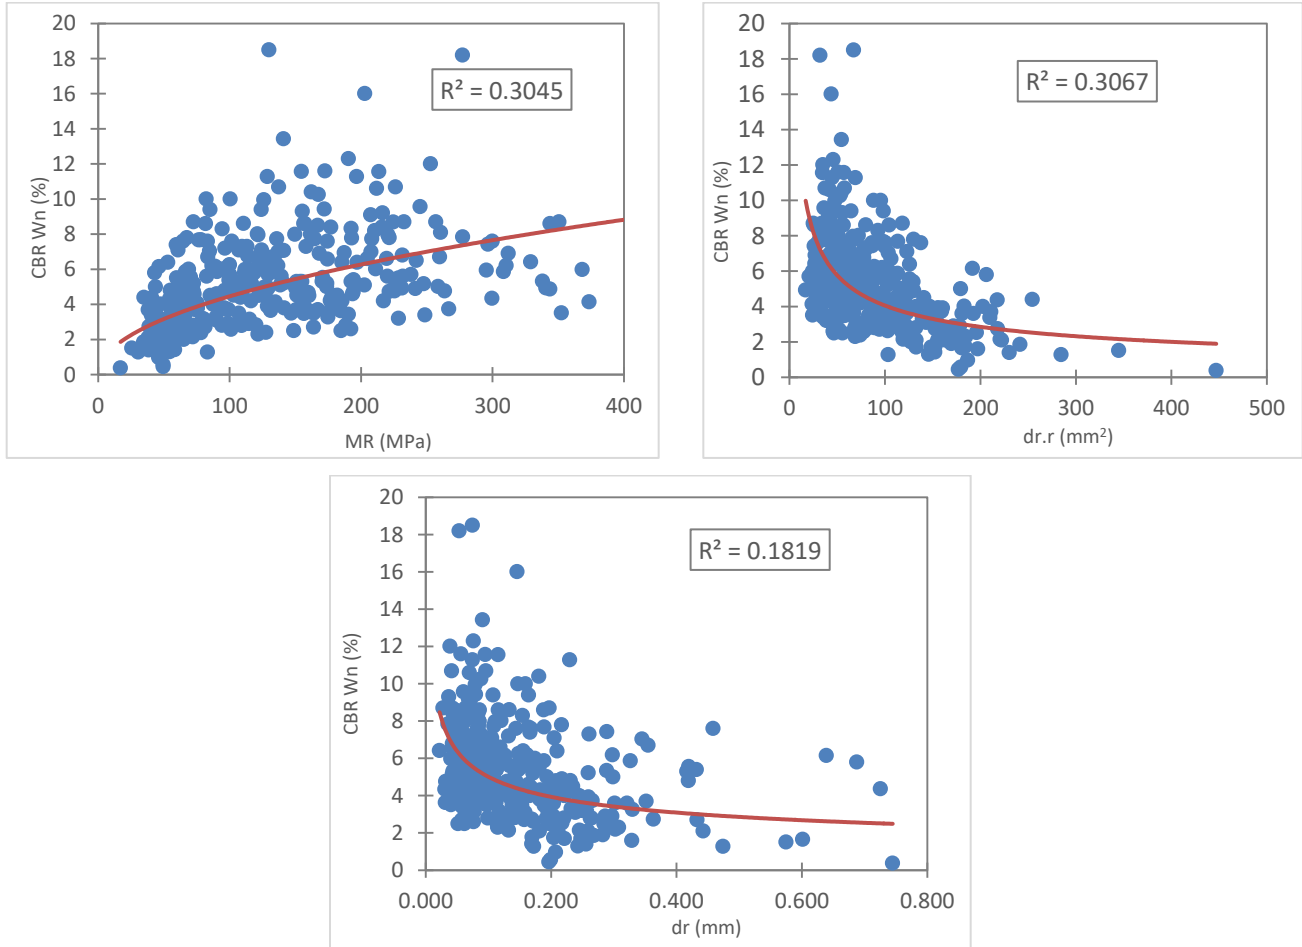 20
18
16
14
12
10
8
6
4
2
0
CBR Wn (%)
R² = 0.3045
0 100 200 300 400
MR (MPa)
20
18
16
14
12
10
8
6
4
2
0
CBR Wn (%)
R² = 0.3067
0 100 200 300 400 500
dr.r (mm²)
20
18
16
14
12
10
8
6
4
2
0
CBR Wn (%)
R² = 0.1819
0.000 0.200 0.400 0.600 0.800
dr (mm)